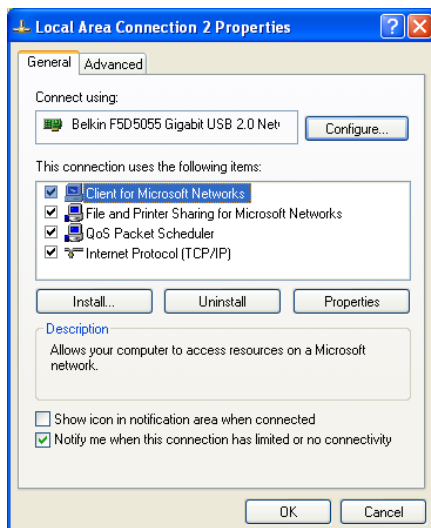 Local Area Connection 2 Properties
General
Advanced
Connect using:
Belkin F5D5055 Gigabit USB 2.0
Configure...
This connection uses the following items:
Client for Microsoft Networks
File and Printer Sharing for Microsoft Networks
QoS Packet Scheduler
Internet Protocol (TCP/IP)
Install...
Uninstall
Properties
Description
Allows your computer to access resources on a Microsoft
network.
Show icon in notification area when connected
Notify me when this connection has limited or no connectivity
OK
Cancel